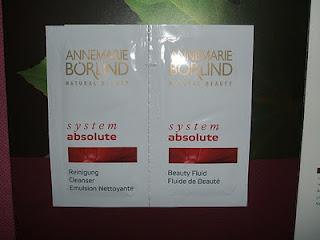 ANNEMARIE
BÖRLIND
NATURAL BEAUTY
system
absolute
Reinigung
Cleanser
Emulsion Nettoyante
ANNEMARIE
BÖRLIND
NATURAL BEAUTY
system
absolute
Beauty Fluid
Fluide de Beauté